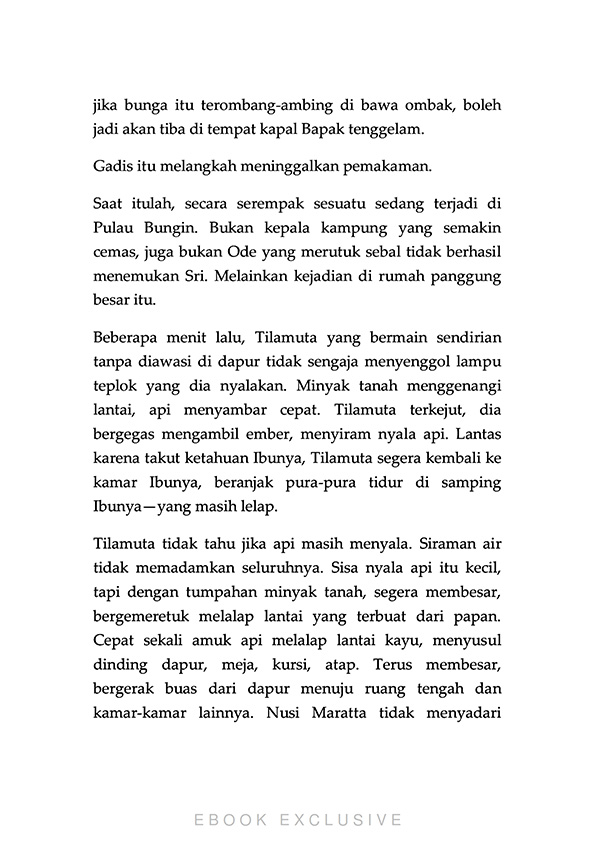 jika bunga itu terombang-ambing di bawa ombak, boleh
jadi akan tiba di tempat kapal Bapak tenggelam.
Gadis itu melangkah meninggalkan pemakaman.
Saat itulah, secara serempak sesuatu sedang terjadi di
Pulau Bungin. Bukan kepala kampung yang semakin
cemas, juga bukan Ode yang merutuk sebal tidak berhasil
menemukan Sri. Melainkan kejadian di rumah panggung
besar itu.
Beberapa menit lalu, Tilamuta yang bermain sendirian
tanpa diawasi di dapur tidak sengaja menyenggol lampu
teplok yang dia nyalakan. Minyak tanah menggenangi
lantai, api menyambar cepat. Tilamuta terkejut, dia
bergegas mengambil ember, menyiram nyala api. Lantas
karena takut ketahuan Ibunya, Tilamuta segera kembali ke
kamar Ibunya, beranjak pura-pura tidur di samping
Ibunya—yang masih lelap.
Tilamuta tidak tahu jika api masih menyala. Siraman air
tidak memadamkan seluruhnya. Sisa nyala api itu kecil,
tapi dengan tumpahan minyak tanah, segera membesar,
bergemeretuk melalap lantai yang terbuat dari papan.
Cepat sekali amuk api melalap lantai kayu, menyusul
dinding dapur, meja, kursi, atap. Terus membesar,
bergerak buas dari dapur menuju ruang tengah dan
kamar-kamar lainnya. Nusi Maratta tidak menyadari
EBOOK EXCLUSIVE